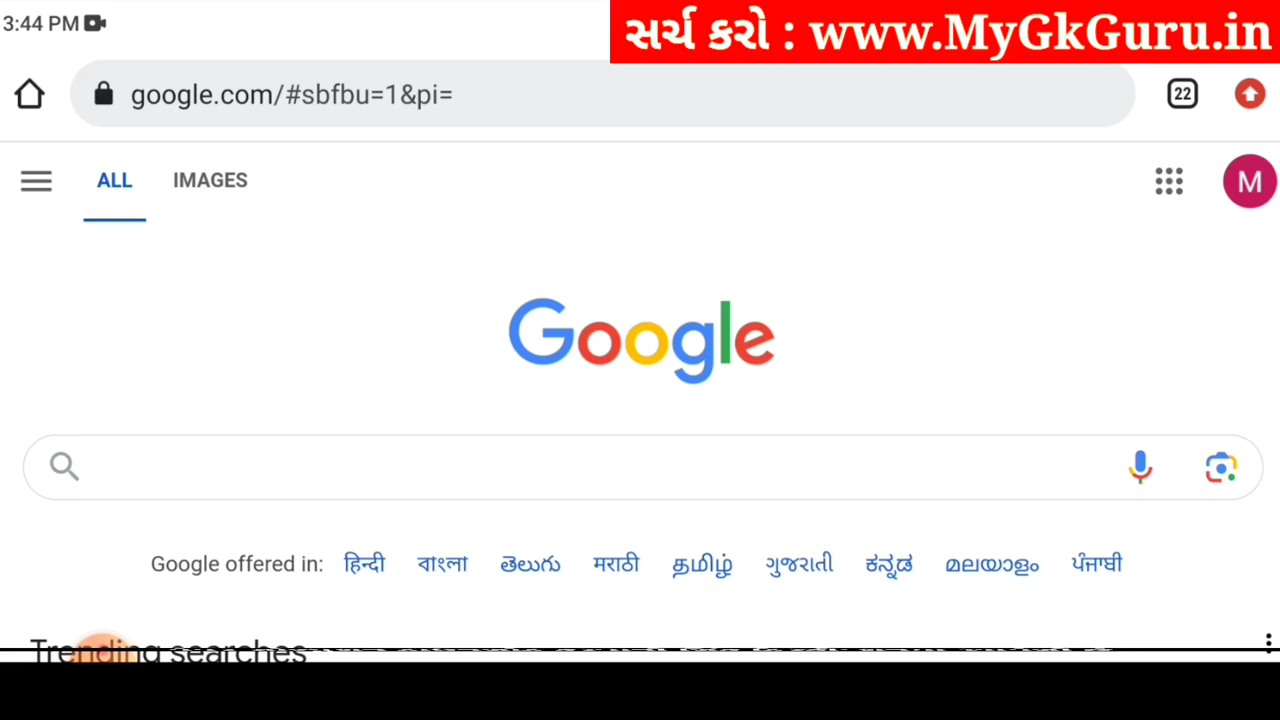 3:44 PM
સર્ચ કરો : www.MyGkGuru.in
google.com/#sbfbu=1&pi=
22
ALL IMAGES
M
Google
Google offered in: हिन्दी বাংলা తెలుగు मराठी தமிழ் ગુજરાતી ಕನ್ನಡ മലയാളം ਪੰਜਾਬੀ
Trending searches